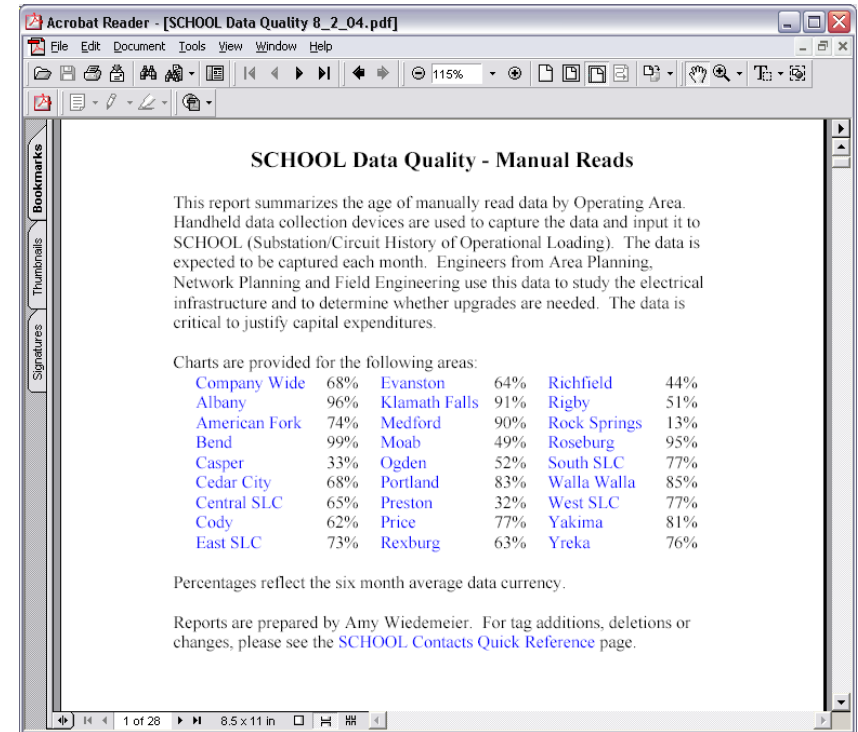 Acrobat Reader - [SCHOOL Data Quality 8_2_04.pdf]
File Edit Document Tools View Window Help
115%
Bookmarks
Thumbnails
Signatures
SCHOOL Data Quality - Manual Reads
This report summarizes the age of manually read data by Operating Area.
Handheld data collection devices are used to capture the data and input it to
SCHOOL (Substation/Circuit History of Operational Loading). The data is
expected to be captured each month. Engineers from Area Planning,
Network Planning and Field Engineering use this data to study the electrical
infrastructure and to determine whether upgrades are needed. The data is
critical to justify capital expenditures.
Charts are provided for the following areas:
Company Wide 68% Evanston 64% Richfield 44%
Albany 96% Klamath Falls 91% Rigby 51%
American Fork 74% Medford 90% Rock Springs 13%
Bend 99% Moab 49% Roseburg 95%
Casper 33% Ogden 52% South SLC 77%
Cedar City 68% Portland 83% Walla Walla 85%
Central SLC 65% Preston 32% West SLC 77%
Cody 62% Price 77% Yakima 81%
East SLC 73% Rexburg 63% Yreka 76%
Percentages reflect the six month average data currency.
Reports are prepared by Amy Wiedemeier. For tag additions, deletions or
changes, please see the SCHOOL Contacts Quick Reference page.
1 of 28 8.5 x 11 in